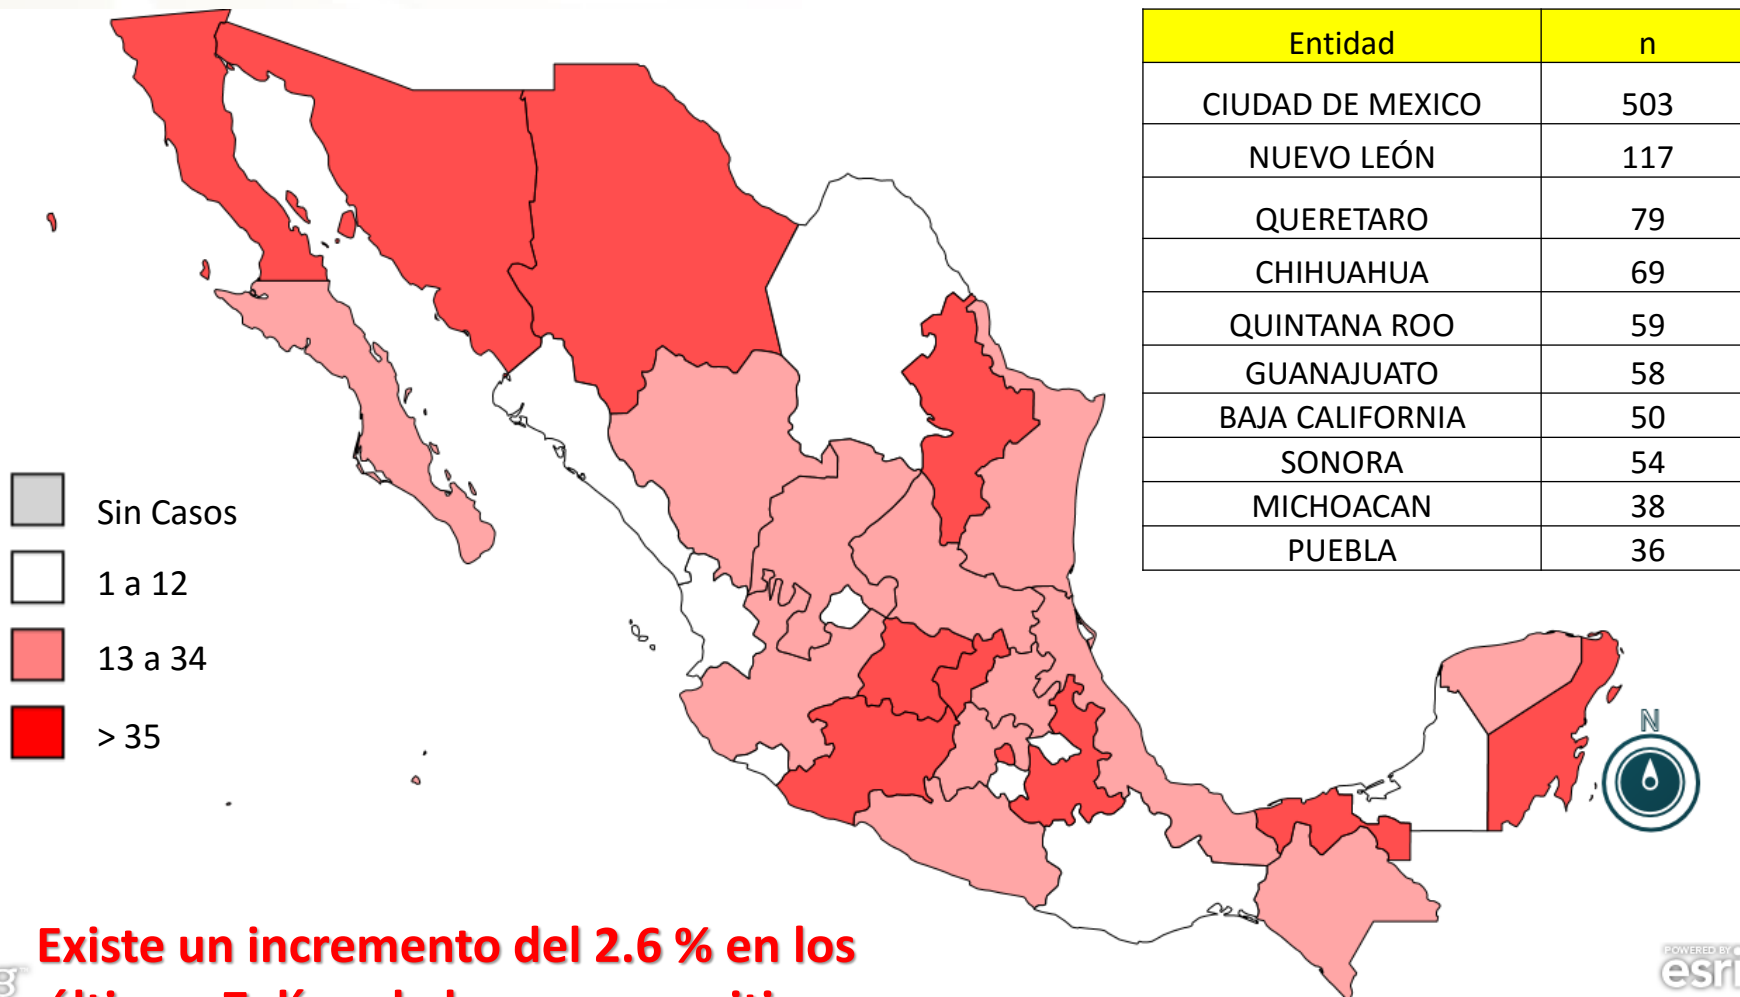 Entidad n
CIUDAD DE MEXICO 503
NUEVO LEÓN 117
QUERETARO 79
CHIHUAHUA 69
QUINTANA ROO 59
GUANAJUATO 58
BAJA CALIFORNIA 50
SONORA 54
MICHOACAN 38
PUEBLA 36
Sin Casos
1 a 12
13 a 34
> 35
N
Existe un incremento del 2.6 % en los
POWERED BY
esri